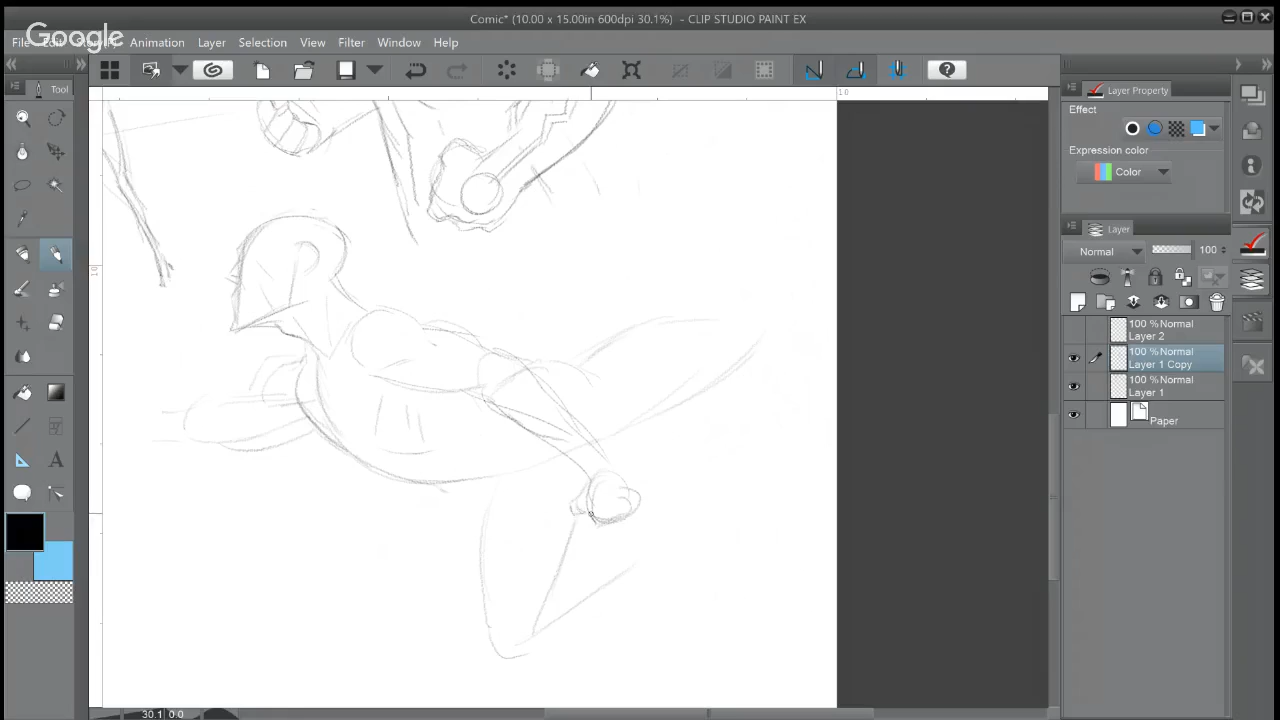 Comic* (10.00 x 15.00in 600dpi 30.1%) - CLIP STUDIO PAINT EX
Google
File Edit Animation Layer Selection View Filter Window Help
Tool
Layer Property
Effect
Expression color
Color
Layer
Normal 100
100 %Normal
Layer 2
100 %Normal
Layer 1 Copy
100 %Normal
Layer 1
Paper
10
30.1 0.0